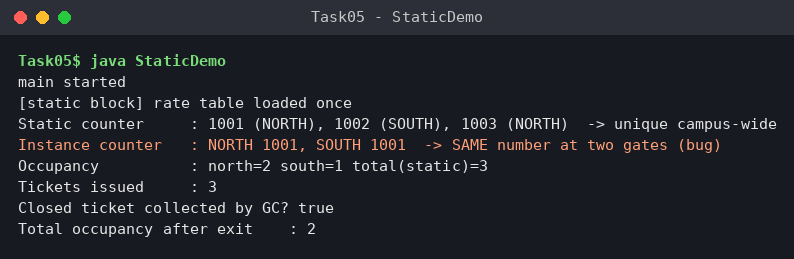 Task05 - StaticDemo
Task05$ java StaticDemo
main started
[static block] rate table loaded once
Static counter     : 1001 (NORTH), 1002 (SOUTH), 1003 (NORTH)  -> unique campus-wide
Instance counter   : NORTH 1001, SOUTH 1001  -> SAME number at two gates (bug)
Occupancy          : north=2 south=1 total(static)=3
Tickets issued     : 3
Closed ticket collected by GC? true
Total occupancy after exit    : 2